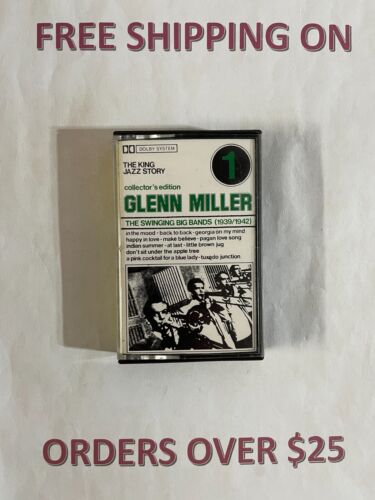 FREE SHIPPING ON
DOLBY SYSTEM
THE KING
JAZZ STORY
1
collector's edition
GLENN MILLER
THE SWINGING BIG BANDS (1939/1942)
in the mood - back to back - georgia on my mind
happy in love - make believe - pagan love song
indian summer - at last - little brown jug
don't sit under the apple tree
a pink cocktail for a blue lady - tuxedo junction
ORDERS OVER $25